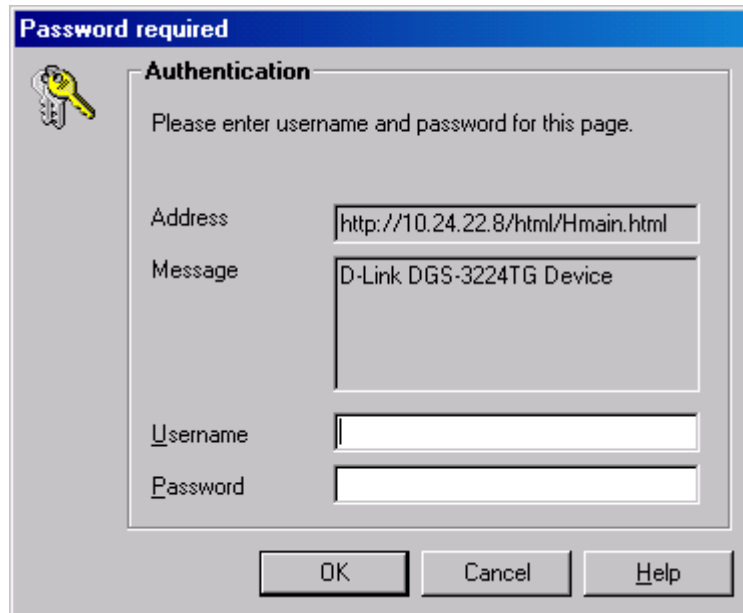 Password required
Authentication
Please enter username and password for this page.
Address http://10.24.22.8/html/Hmain.html
Message D-Link DGS-3224TG Device
Username
Password
OK Cancel Help